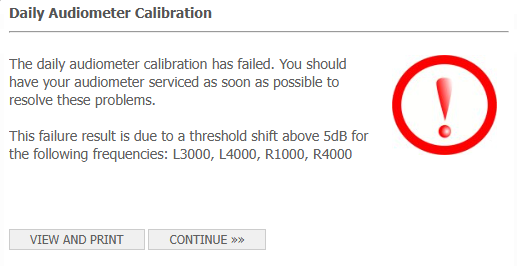 Daily Audiometer Calibration
The daily audiometer calibration has failed. You should
have your audiometer serviced as soon as possible to
resolve these problems.
This failure result is due to a threshold shift above 5dB for
the following frequencies: L3000, L4000, R1000, R4000
VIEW AND PRINT CONTINUE »»